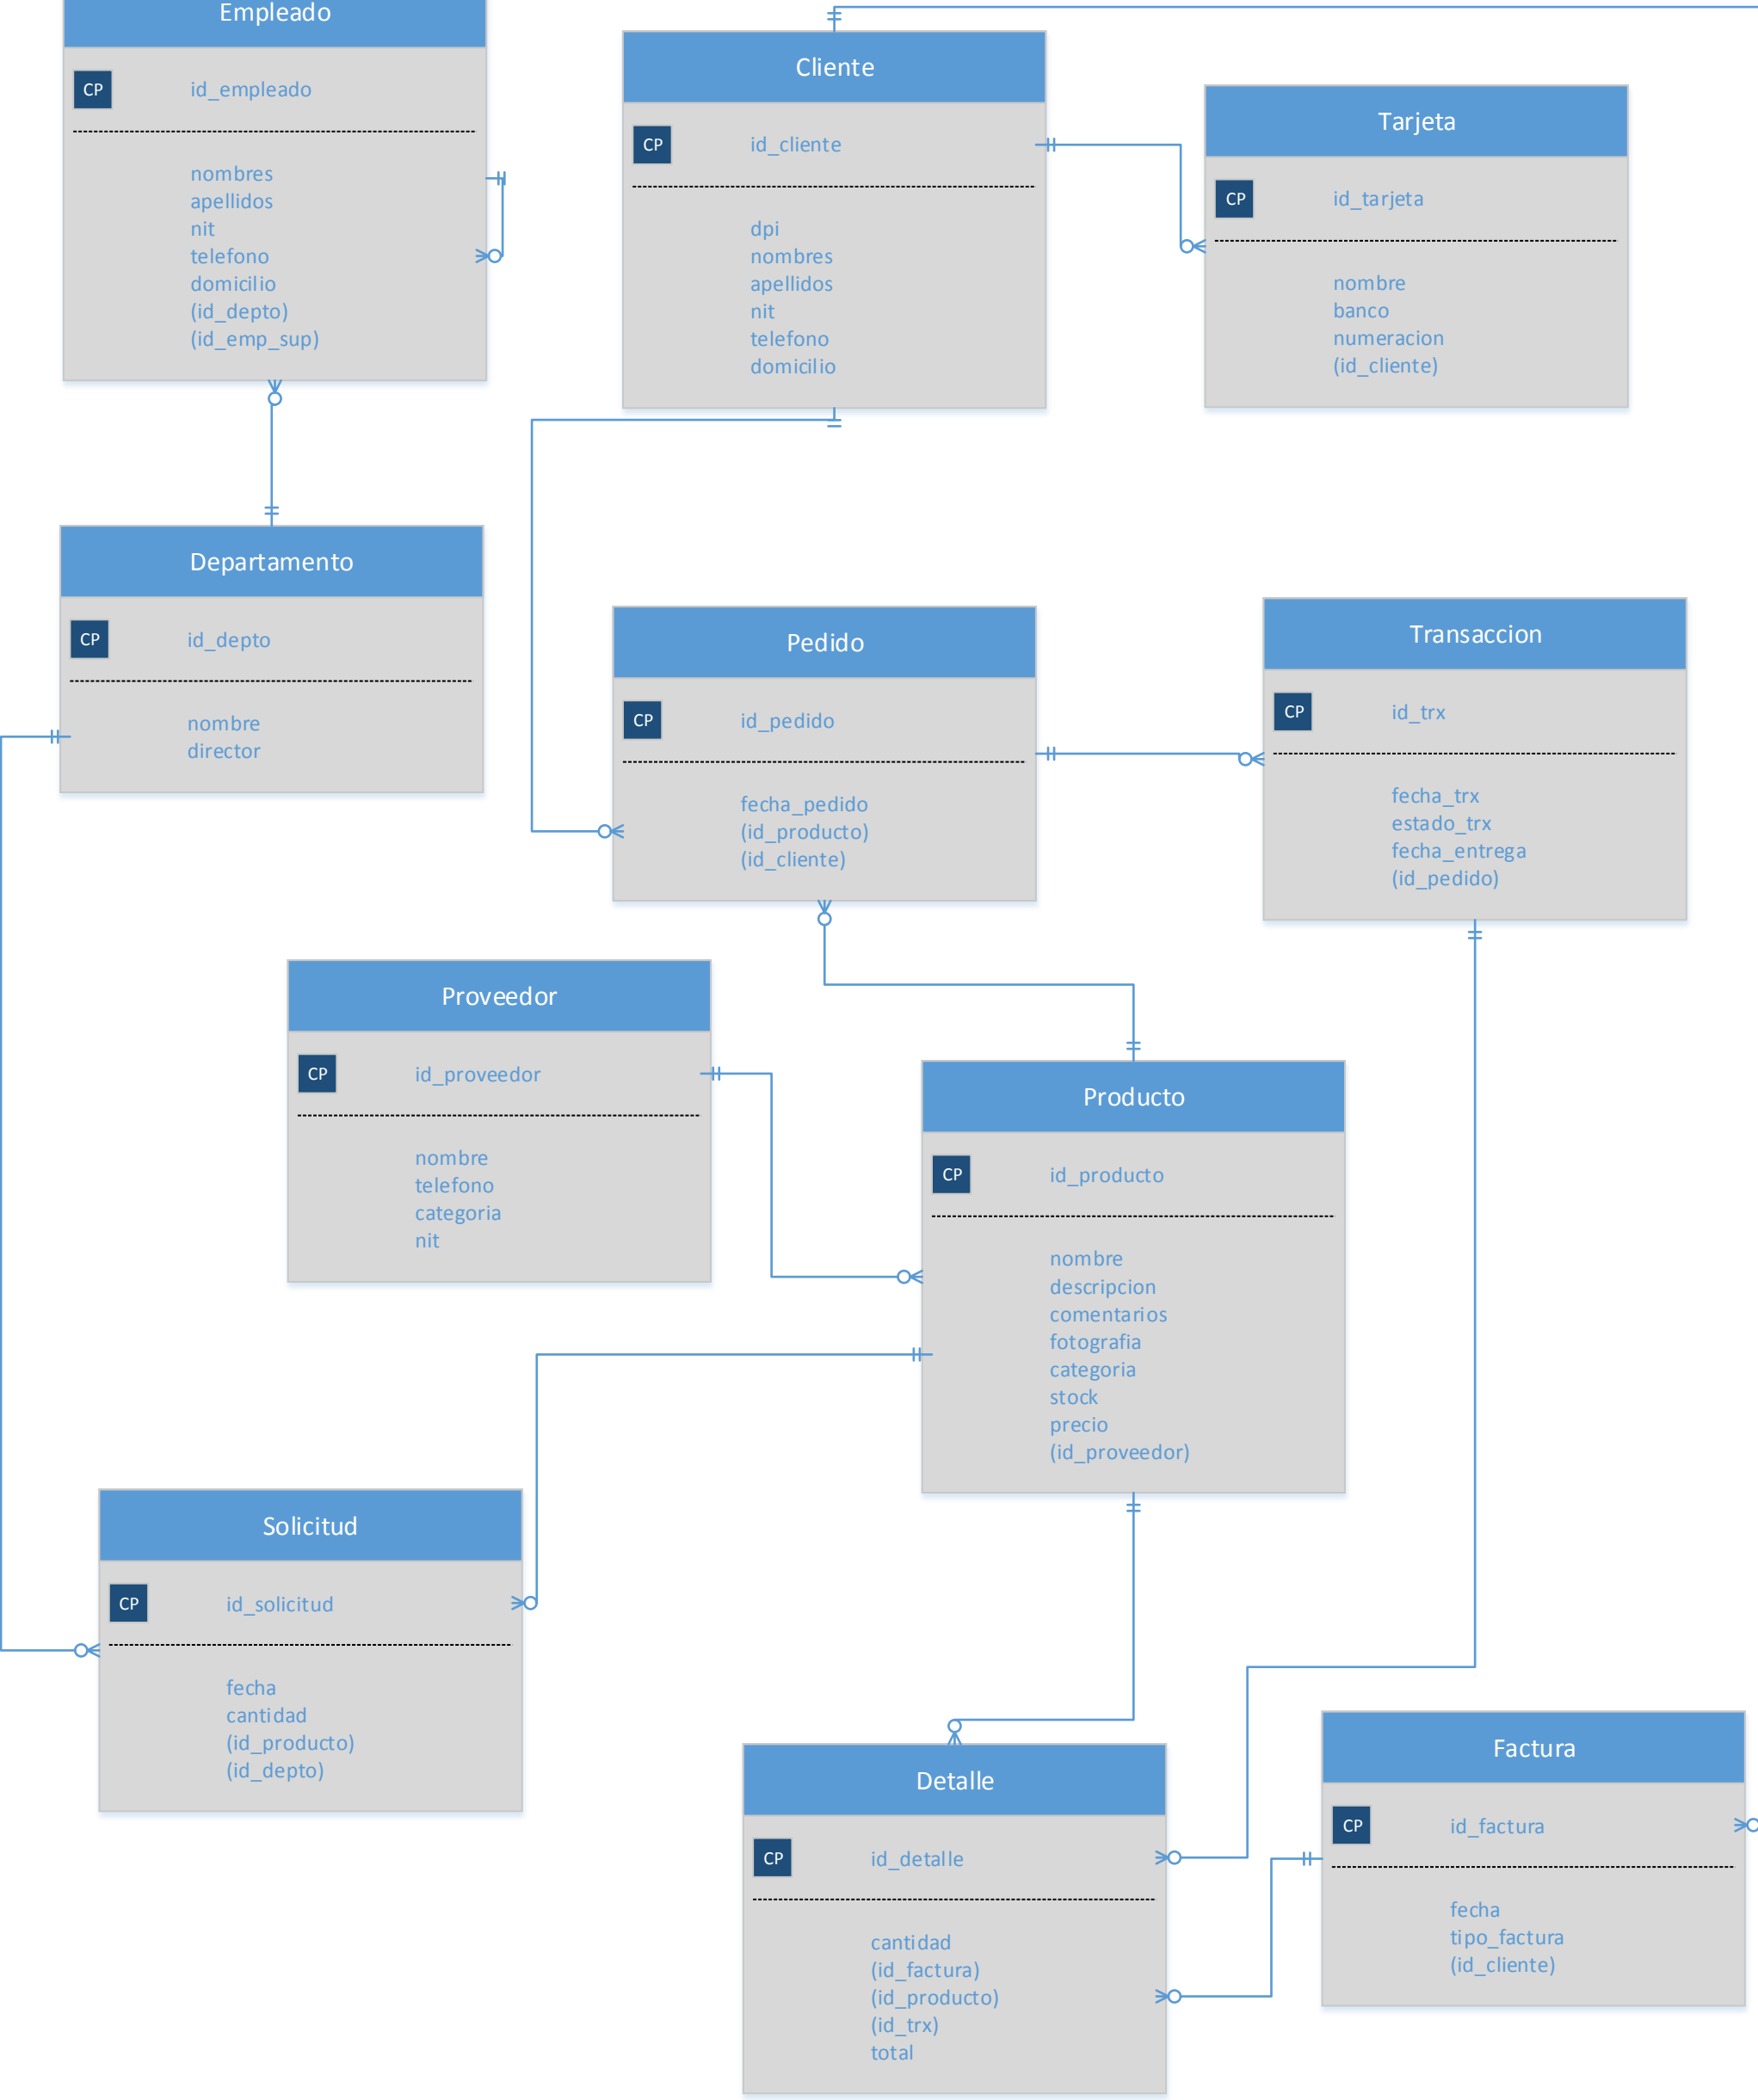 Empleado
CP id_empleado
nombres
apellidos
nit
telefono
domicilio
(id_depto)
(id_emp_sup)
Cliente
CP id_cliente
dpi
nombres
apellidos
nit
telefono
domicilio
Tarjeta
CP id_tarjeta
nombre
banco
numeracion
(id_cliente)
Departamento
CP id_depto
nombre
director
Pedido
CP id_pedido
fecha_pedido
(id_producto)
(id_cliente)
Transaccion
CP id_trx
fecha_trx
estado_trx
fecha_entrega
(id_pedido)
Proveedor
CP id_proveedor
nombre
telefono
categoria
nit
Producto
CP id_producto
nombre
descripcion
comentarios
fotografia
categoria
stock
precio
(id_proveedor)
Solicitud
CP id_solicitud
fecha
cantidad
(id_producto)
(id_depto)
Detalle
CP id_detalle
cantidad
(id_factura)
(id_producto)
(id_trx)
total
Factura
CP id_factura
fecha
tipo_factura
(id_cliente)